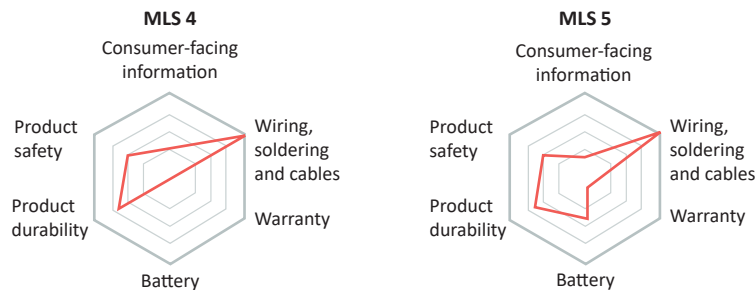 MLS 4
Consumer-facing
information
Product
safety
Wiring,
soldering
and cables
Product
durability
Warranty
Battery
MLS 5
Consumer-facing
information
Product
safety
Wiring,
soldering
and cables
Product
durability
Warranty
Battery